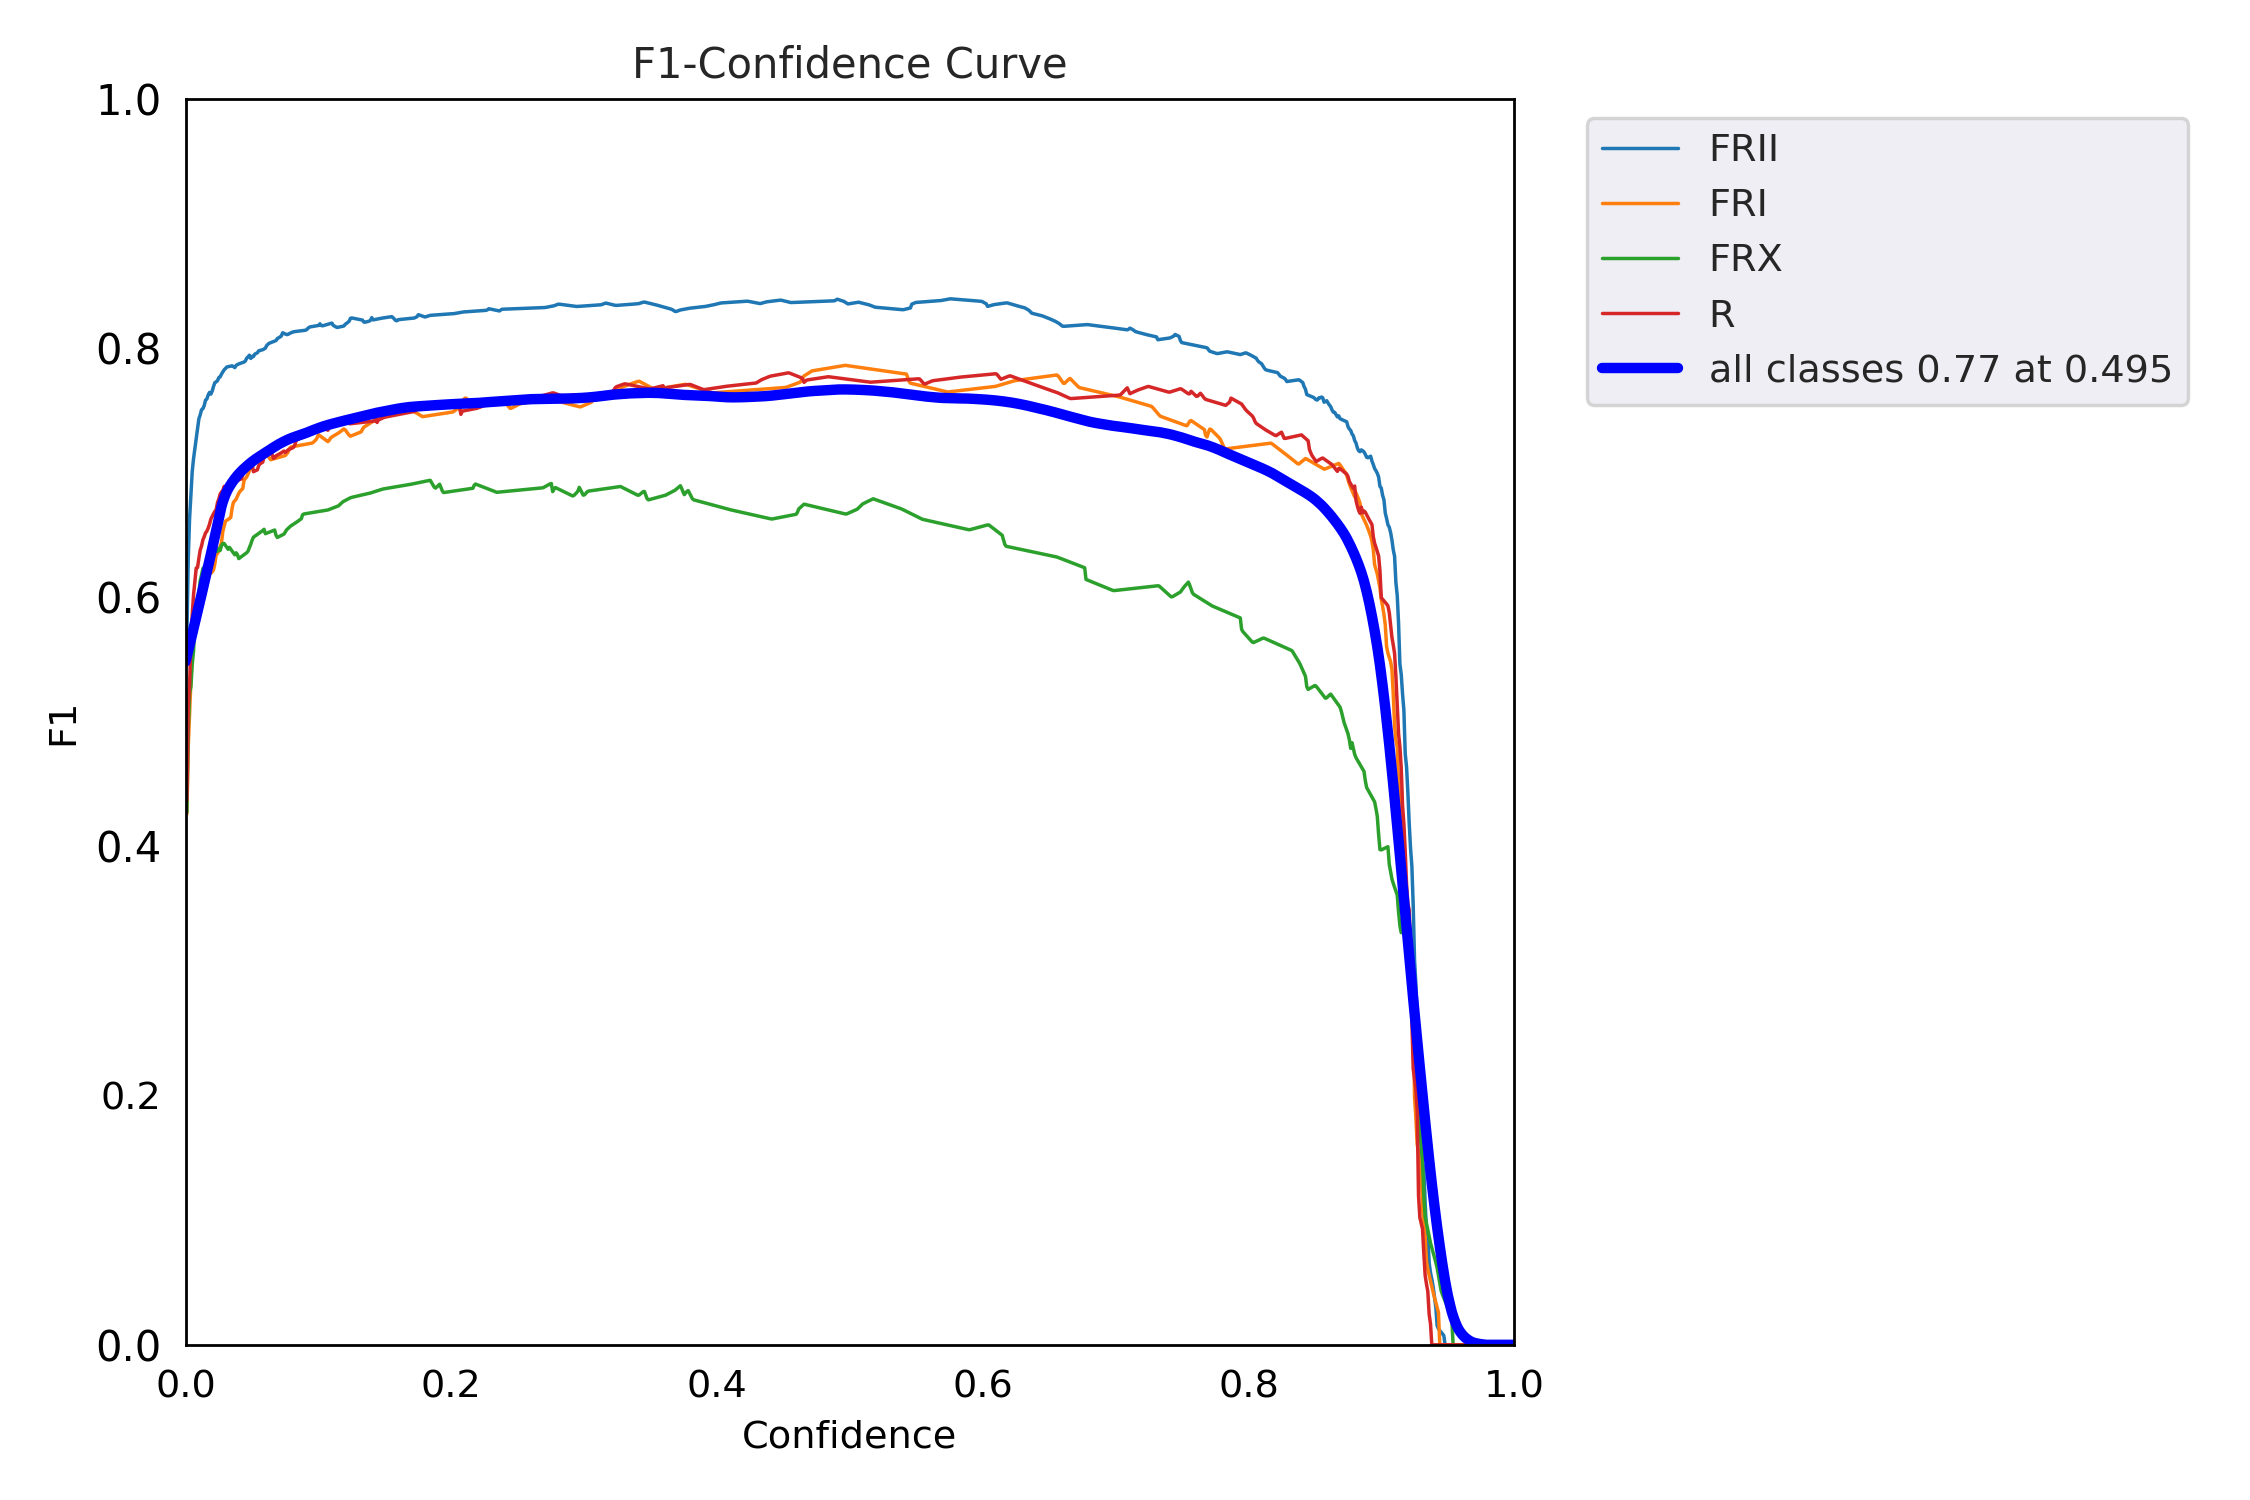 F1-Confidence Curve
1.0
0.8
0.6
0.4
0.2
0.0
F1
0.0 0.2 0.4 0.6 0.8 1.0
Confidence
FRII
FRI
FRX
R
all classes 0.77 at 0.495